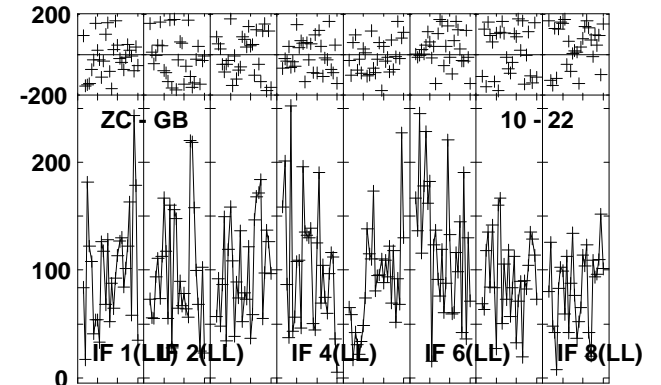 200
-200
ZC - GB 10 - 22
200
100
IF 1(LL) IF 2(LL) IF 4(LL) IF 6(LL) IF 8(LL)
0